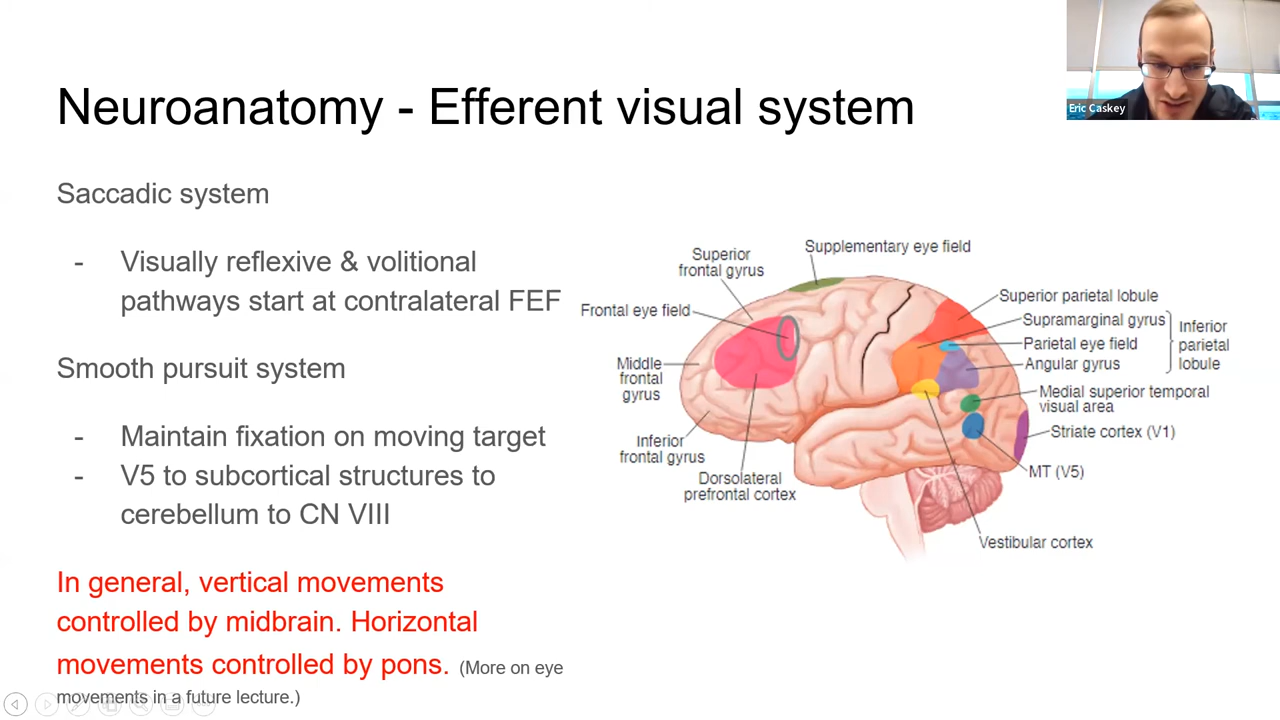 Neuroanatomy - Efferent visual system
Eric Caskey
Saccadic system
- Visually reflexive & volitional
pathways start at contralateral FEF
Smooth pursuit system
- Maintain fixation on moving target
- V5 to subcortical structures to
cerebellum to CN VIII
In general, vertical movements
controlled by midbrain. Horizontal
movements controlled by pons. (More on eye
movements in a future lecture.)
Supplementary eye field
Superior
frontal gyrus
Frontal eye field
Middle
frontal
gyrus
Inferior
frontal gyrus
Dorsolateral
prefrontal cortex
Superior parietal lobule
Supramarginal gyrus
Parietal eye field
Angular gyrus
Inferior
parietal
lobule
Medial superior temporal
visual area
Striate cortex (V1)
MT (V5)
Vestibular cortex